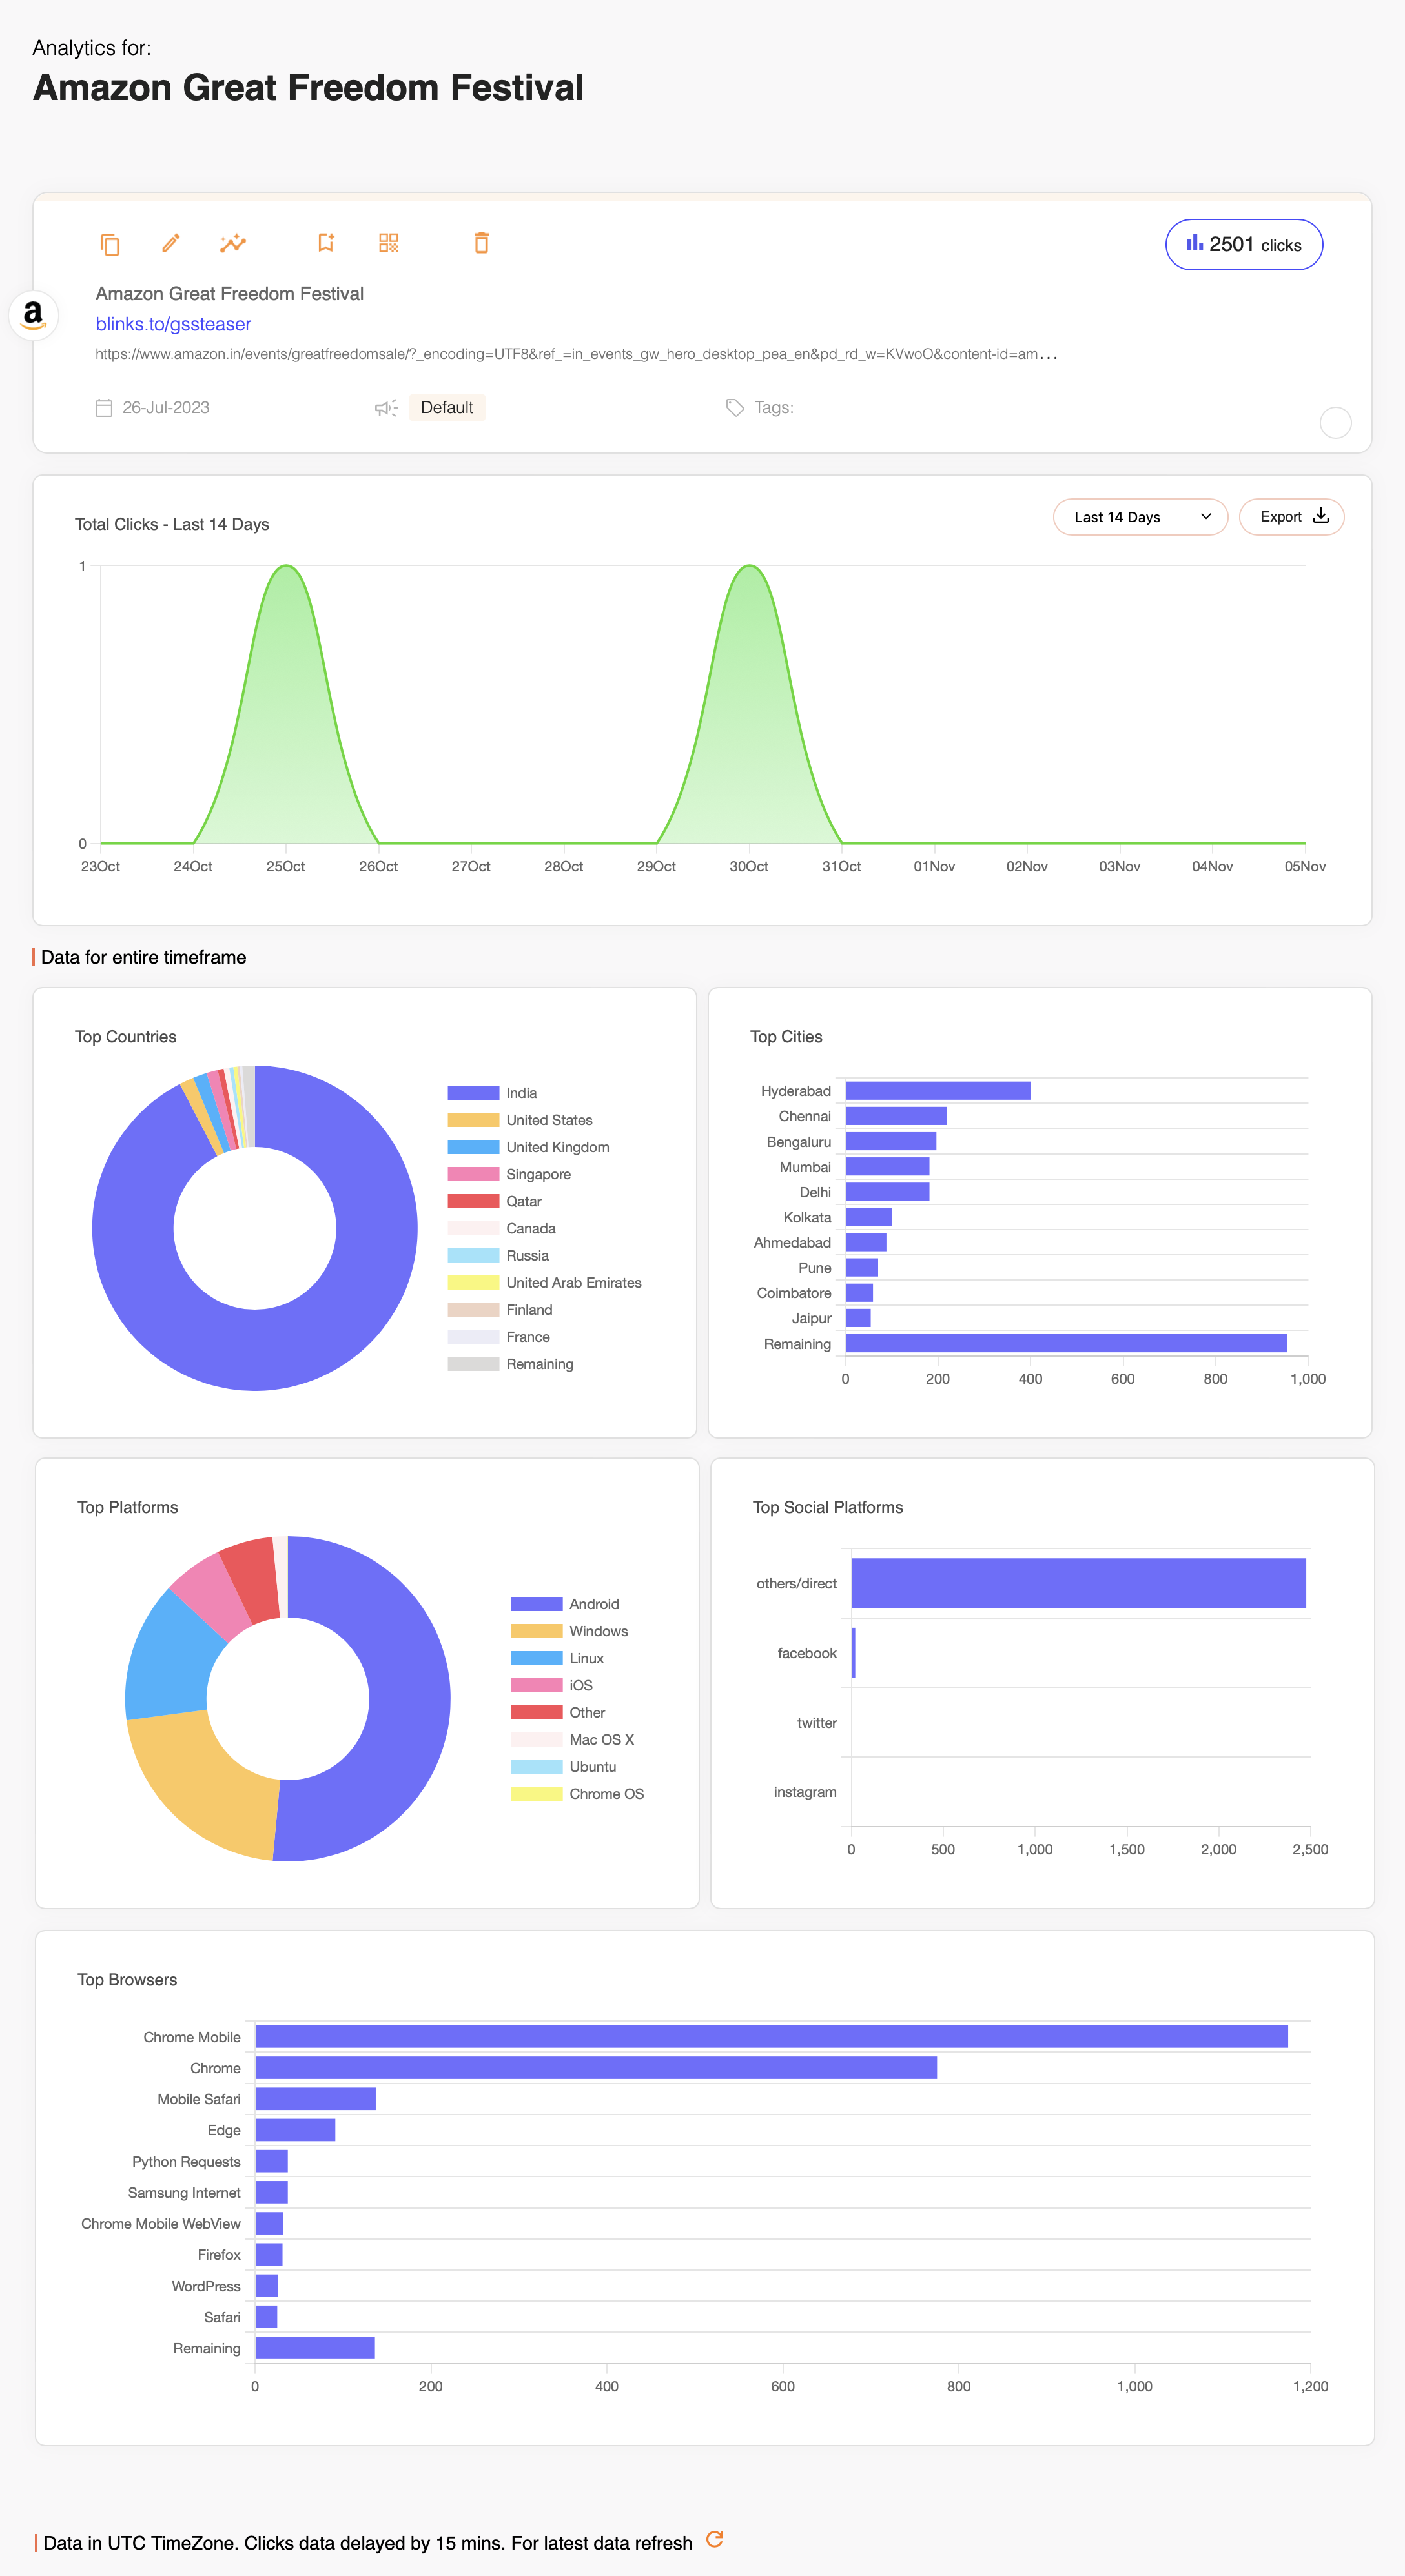 Analytics for:
Amazon Great Freedom Festival
2501 clicks
Amazon Great Freedom Festival
a
blinks.to/gssteaser
https://www.amazon.in/events/greatfreedomsale/?_encoding=UTF8&ref_=in_events_gw_hero_desktop_pea_en&pd_rd_w=KVwoO&content-id=am...
26-Jul-2023 Default Tags:
Total Clicks - Last 14 Days
Last 14 Days Export
1
0
23Oct 24Oct 25Oct 26Oct 27Oct 28Oct 29Oct 30Oct 31Oct 01Nov 02Nov 03Nov 04Nov 05Nov
Data for entire timeframe
Top Countries
India
United States
United Kingdom
Singapore
Qatar
Canada
Russia
United Arab Emirates
Finland
France
Remaining
Top Cities
Hyderabad
Chennai
Bengaluru
Mumbai
Delhi
Kolkata
Ahmedabad
Pune
Coimbatore
Jaipur
Remaining
0 200 400 600 800 1,000
Top Platforms
Android
Windows
Linux
iOS
Other
Mac OS X
Ubuntu
Chrome OS
Top Social Platforms
others/direct
facebook
twitter
instagram
0 500 1,000 1,500 2,000 2,500
Top Browsers
Chrome Mobile
Chrome
Mobile Safari
Edge
Python Requests
Samsung Internet
Chrome Mobile WebView
Firefox
WordPress
Safari
Remaining
0 200 400 600 800 1,000 1,200
Data in UTC TimeZone. Clicks data delayed by 15 mins. For latest data refresh